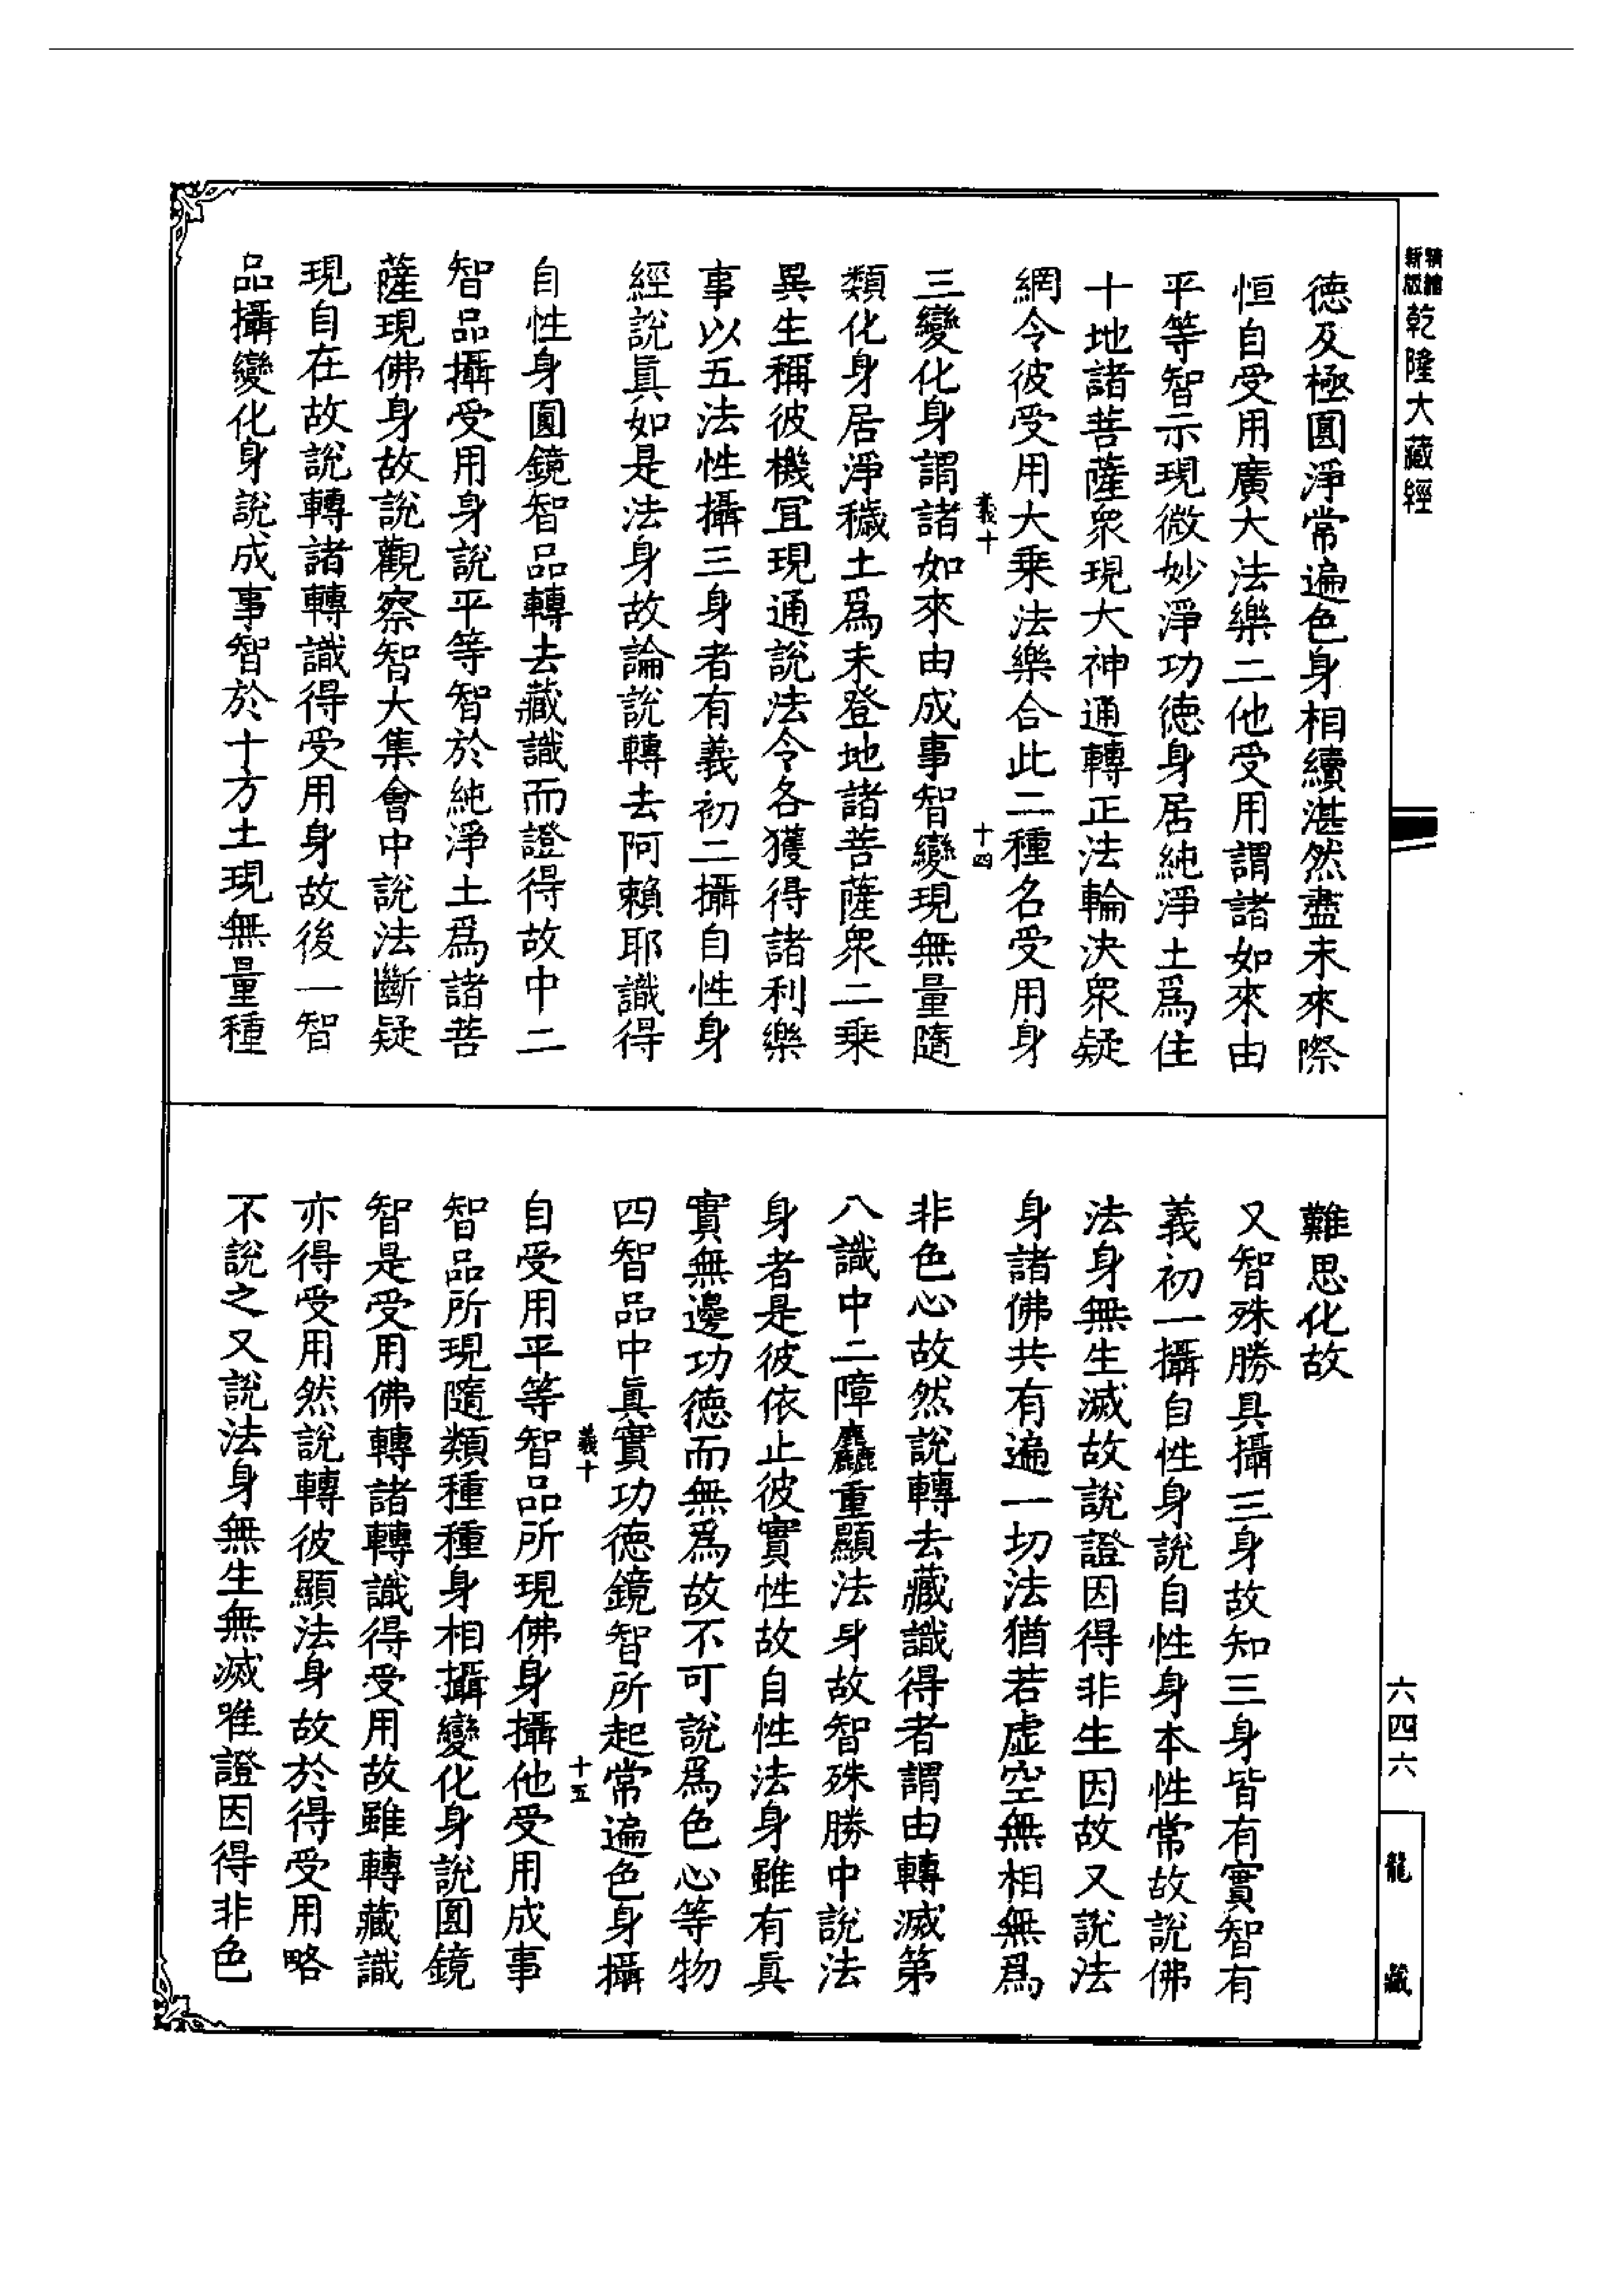 新版
精縮
乾隆大藏經
德及極圓淨常遍色身相續湛然盡未來際
恒自受用廣大法樂二他受用謂諸如來由
平等智示現微妙淨功德身居純淨土爲住
十地諸菩薩衆現大神通轉正法輪決衆疑
網令彼受用大乘法樂合此二種名受用身
義十
十四
三變化身謂諸如來由成事智變現無量隨
類化身居淨穢土爲未登地諸菩薩衆二乘
異生稱彼機宜現通說法令各獲得諸利樂
事以五法性攝三身者有義初二攝自性身
經說眞如是法身故論說轉去阿賴耶識得
自性身圓鏡智品轉去藏識而證得故中二
智品攝受用身說平等智於純淨土爲諸菩
薩現佛身故說觀察智大集會中說法斷疑
現自在故說轉諸轉識得受用身故後一智
品攝變化身說成事智於十方土現無量種
難思化故
又智殊勝具攝三身故知三身皆有實智有
義初一攝自性身說自性身本性常故說佛
法身無生滅故說證因得非生因故又說法
身諸佛共有遍一切法猶若虛空無相無爲
非色心故然說轉去藏識得者謂由轉滅第
八識中二障麤重顯法身故智殊勝中說法
身者是彼依止彼實性故自性法身雖有眞
實無邊功德而無爲故不可說爲色心等物
四智品中眞實功德鏡智所起常遍色身攝
義十
十五
自受用平等智品所現佛身攝他受用成事
智品所現隨類種種身相攝變化身說圓鏡
智是受用佛轉諸轉識得受用故雖轉藏識
亦得受用然說轉彼顯法身故於得受用略
不說之又說法身無生無滅唯證因得非色
六四六
龍藏